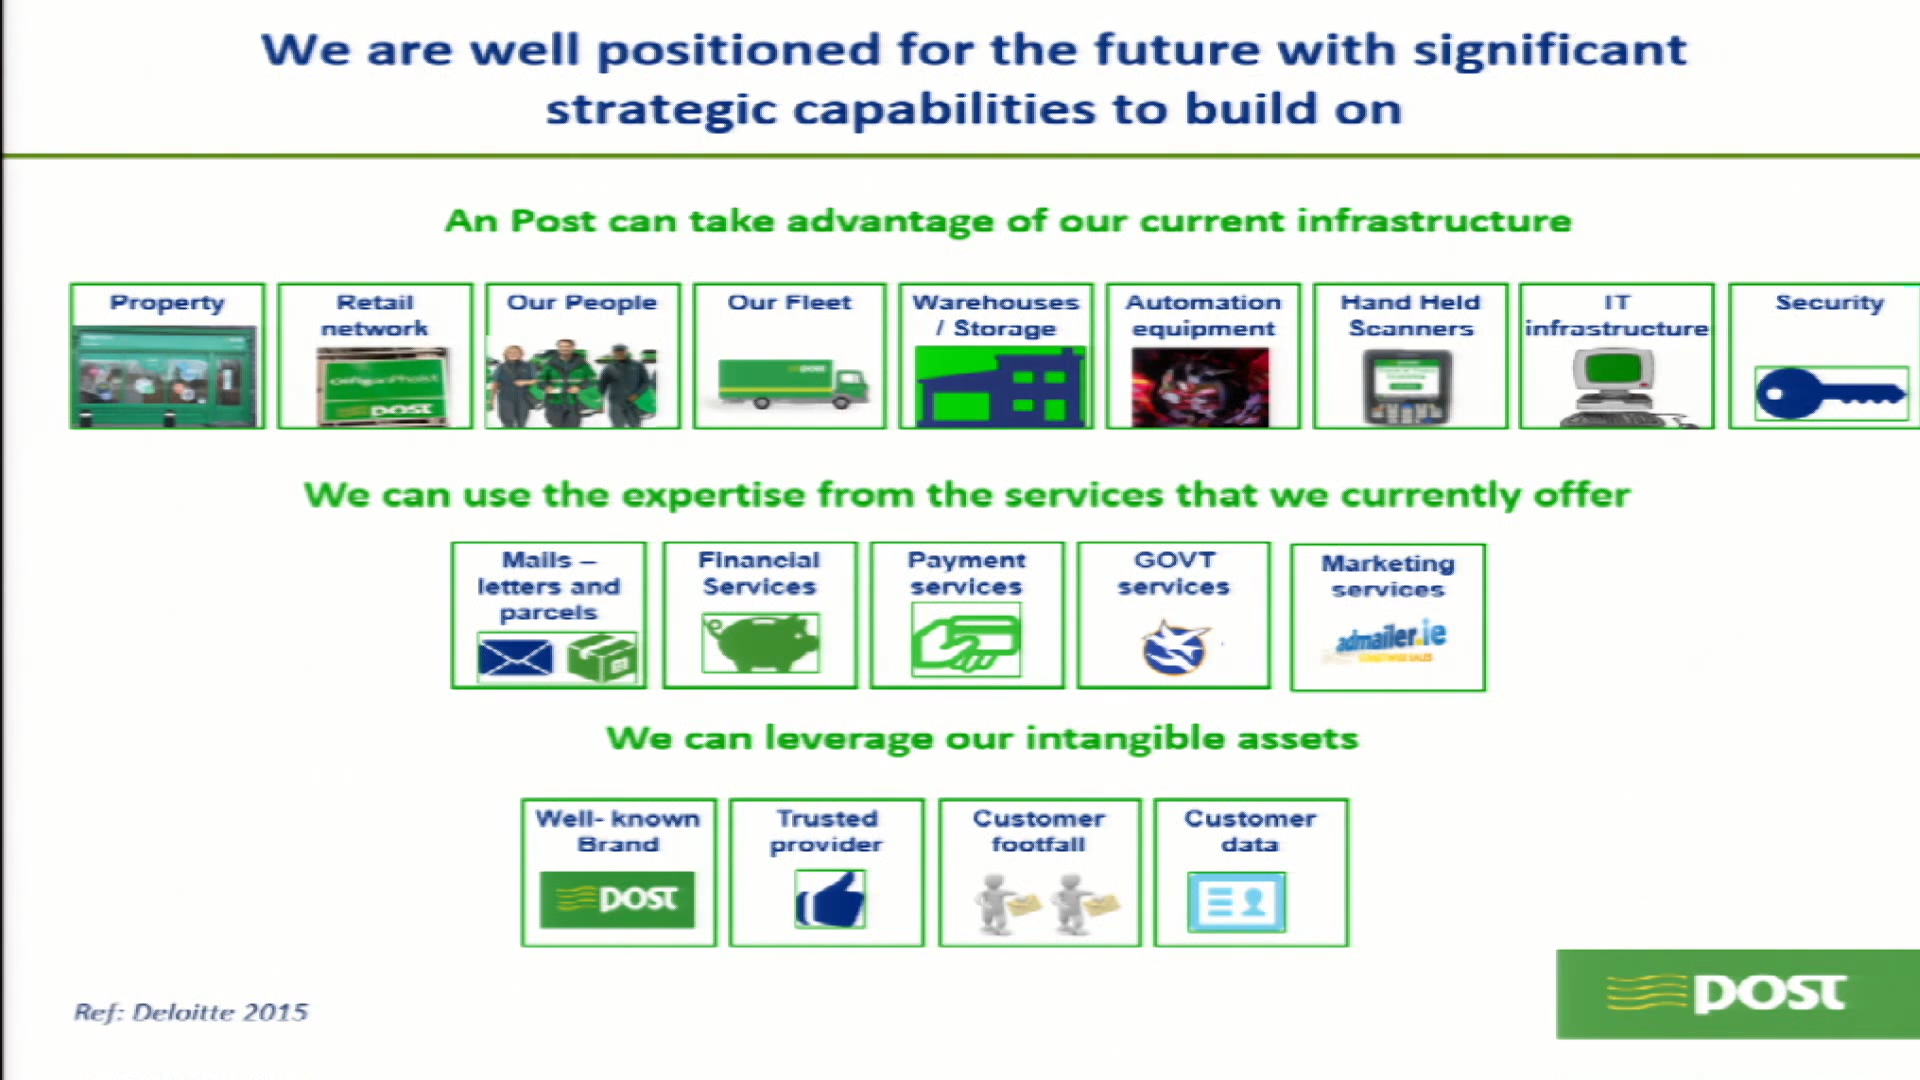 We are well positioned for the future with significant
strategic capabilities to build on
An Post can take advantage of our current infrastructure
Property
Retail
network
Our People
Our Fleet
Warehouses
/ Storage
Automation
equipment
Hand Held
Scanners
IT
infrastructure
Security
post
post
We can use the expertise from the services that we currently offer
Mails –
letters and
parcels
Financial
Services
Payment
services
GOVT
services
Marketing
services
admailer.ie
We can leverage our intangible assets
Well- known
Brand
Trusted
provider
Customer
footfall
Customer
data
post
Ref: Deloitte 2015
post